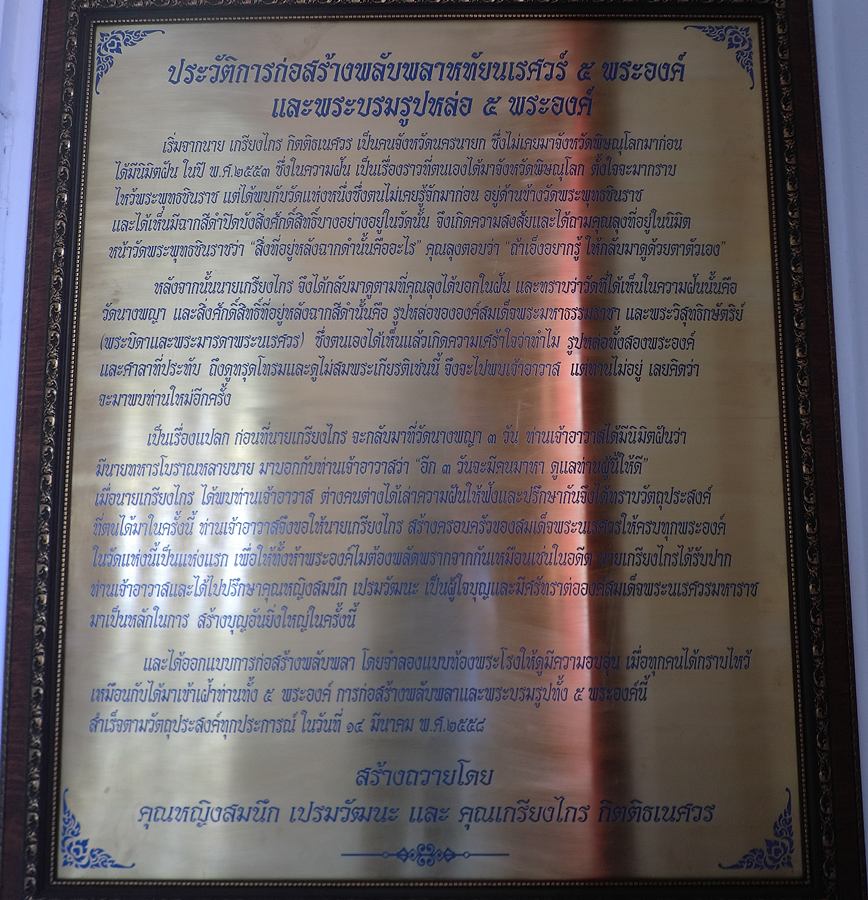 ประวัติการก่อสร้างพลับพลาหทัยนเรศวร์ ๕ พระองค์
และพระบรมรูปหล่อ ๕ พระองค์
เริ่มจากนาย เกรียงไกร กิตติธเนศวร เป็นคนจังหวัดนครนายก ซึ่งไม่เคยมาจังหวัดพิษณุโลกมาก่อน
ได้มีนิมิตฝัน ในปี พ.ศ.๒๕๕๓ ซึ่งในความฝัน เป็นเรื่องราวที่ตนเองได้มาจังหวัดพิษณุโลก ตั้งใจจะมากราบ
ไหว้พระพุทธชินราช แต่ได้พบกับวัดแห่งหนึ่งซึ่งตนไม่เคยรู้จักมาก่อน อยู่ด้านข้างวัดพระพุทธชินราช
และได้เห็นมีฉากสีดำปิดบังสิ่งศักดิ์สิทธิ์บางอย่างอยู่ในวัดนั้น จึงเกิดความสงสัยและได้ถามคุณลุงที่อยู่ในนิมิต
หน้าวัดพระพุทธชินราชว่า "สิ่งที่อยู่หลังฉากดำนั้นคืออะไร" คุณลุงตอบว่า "ถ้าเอ็งอยากรู้ ให้กลับมาดูด้วยตาตัวเอง"
หลังจากนั้นนายเกรียงไกร จึงได้กลับมาดูตามที่คุณลุงได้บอกในฝัน และทราบว่าวัดที่ได้เห็นในความฝันนั้นคือ
วัดนางพญา และสิ่งศักดิ์สิทธิ์ที่อยู่หลังฉากสีดำนั้นคือ รูปหล่อขององค์สมเด็จพระมหาธรรมราชา และพระวิสุทธิกษัตริย์
(พระบิดาและพระมารดาพระนเรศวร) ซึ่งตนเองได้เห็นแล้วเกิดความเศร้าใจว่าทำไม รูปหล่อทั้งสองพระองค์
และศาลาที่ประทับ ถึงดูทรุดโทรมและดูไม่สมพระเกียรติเช่นนี้ จึงจะไปพบเจ้าอาวาส แต่ท่านไม่อยู่ เลยคิดว่า
จะมาพบท่านใหม่อีกครั้ง
เป็นเรื่องแปลก ก่อนที่นายเกรียงไกร จะกลับมาที่วัดนางพญา ๓ วัน ท่านเจ้าอาวาสได้มีนิมิตฝันว่า
มีนายทหารโบราณหลายนาย มาบอกกับท่านเจ้าอาวาสว่า "อีก ๓ วันจะมีคนมาหา ดูแลท่านผู้นี้ให้ดี"
เมื่อนายเกรียงไกร ได้พบท่านเจ้าอาวาส ต่างคนต่างได้เล่าความฝันให้ฟังและปรึกษากันจึงได้ทราบวัตถุประสงค์
ที่ตนได้มาในครั้งนี้ ท่านเจ้าอาวาสจึงขอให้นายเกรียงไกร สร้างครอบครัวของสมเด็จพระนเรศวรให้ครบทุกพระองค์
ในวัดแห่งนี้เป็นแห่งแรก เพื่อให้ทั้งห้าพระองค์ไม่ต้องพลัดพรากจากกันเหมือนเช่นในอดีต นายเกรียงไกรได้รับปาก
ท่านเจ้าอาวาสและได้ไปปรึกษาคุณหญิงสมนึก เปรมวัฒนะ เป็นผู้ใจบุญและมีศรัทราต่อองค์สมเด็จพระนเรศวรมหาราช
มาเป็นหลักในการ สร้างบุญอันยิ่งใหญ่ในครั้งนี้
และได้ออกแบบการก่อสร้างพลับพลา โดยจำลองแบบท้องพระโรงให้ดูมีความอบอุ่น เมื่อทุกคนได้กราบไหว้
เหมือนกับได้มาเข้าเฝ้าท่านทั้ง ๕ พระองค์ การก่อสร้างพลับพลาและพระบรมรูปทั้ง ๕ พระองค์นี้
สำเร็จตามวัตถุประสงค์ทุกประการณ์ ในวันที่ ๑๔ มีนาคม พ.ศ.๒๕๕๘
สร้างถวายโดย
คุณหญิงสมนึก เปรมวัฒนะ และ คุณเกรียงไกร กิตติธเนศวร